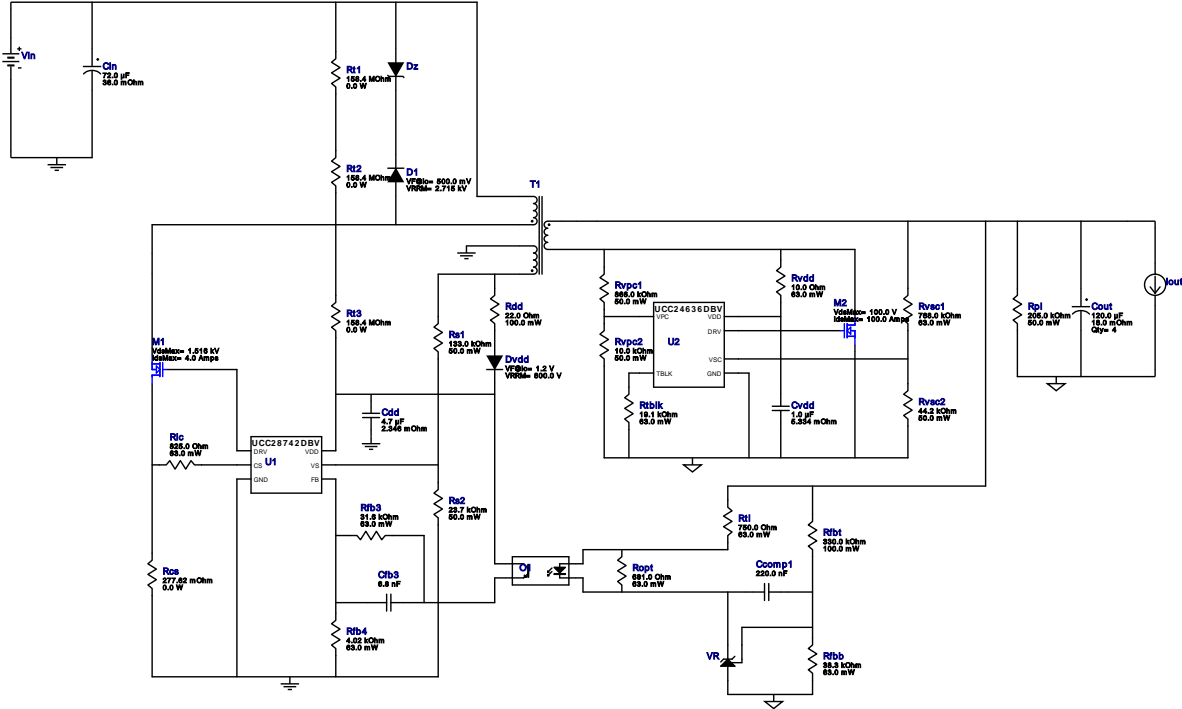 Vin
Cin
72.0 µF
36.0 mOhm
Rt1
158.4 MOhm
0.0 W
Dz
Rt2
158.4 MOhm
0.0 W
D1
VF@Io= 500.0 mV
VRRM= 2.715 kV
T1
Rt3
158.4 MOhm
0.0 W
M1
VdsMax= 1.516 kV
IdsMax= 4.0 Amps
Rdd
22.0 Ohm
100.0 mW
Rs1
133.0 kOhm
50.0 mW
Dvdd
VF@Io= 1.2 V
VRRM= 600.0 V
Cdd
4.7 µF
2.346 mOhm
Rlc
825.0 Ohm
63.0 mW
UCC28742DBV
DRV
VDD
CS
U1
VS
GND
FB
Rs2
23.7 kOhm
50.0 mW
Rfb3
31.6 kOhm
63.0 mW
Cfb3
6.8 nF
Rfb4
4.02 kOhm
63.0 mW
Rcs
277.62 mOhm
0.0 W
O1
Rvpc1
866.0 kOhm
50.0 mW
Rvpc2
10.0 kOhm
50.0 mW
UCC24636DBV
VPC
VDD
DRV
U2
VSC
TBLK
GND
Rtblk
19.1 kOhm
63.0 mW
Rvdd
10.0 Ohm
63.0 mW
Cvdd
1.0 µF
5.334 mOhm
M2
VdsMax= 100.0 V
IdsMax= 100.0 Amps
Rvsc1
768.0 kOhm
63.0 mW
Rvsc2
44.2 kOhm
50.0 mW
Rpl
205.0 kOhm
50.0 mW
Cout
120.0 µF
18.0 mOhm
Qty= 4
Iout
Rtl
750.0 Ohm
63.0 mW
Rfbt
330.0 kOhm
100.0 mW
Ropt
681.0 Ohm
63.0 mW
Ccomp1
220.0 nF
VR
Rfbb
38.3 kOhm
63.0 mW